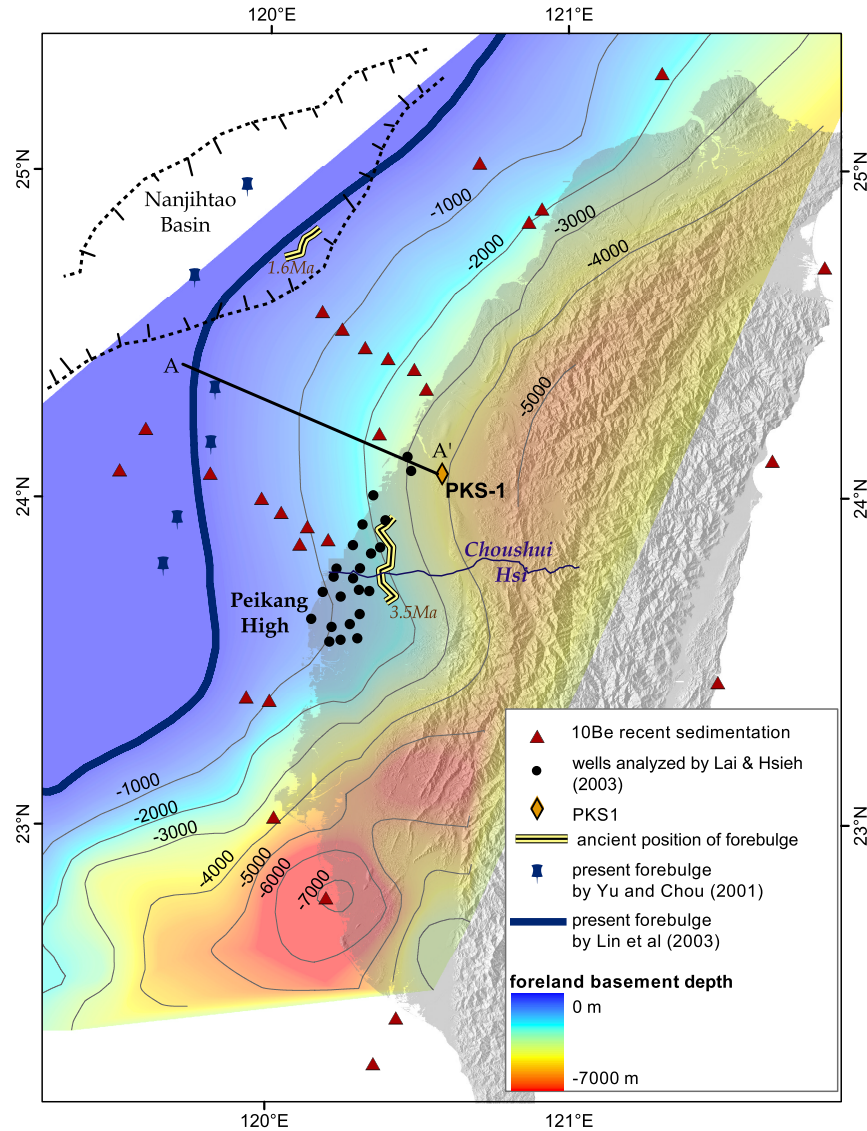 120°E
121°E
25°N
25°N
Nanjihtao
Basin
-1000
-3000
-2000
-4000
1.6Ma
A
-5000
A'
PKS-1
24°N
24°N
Choushui
Hsi
Peikang
High
3.5Ma
-1000
-2000
-3000
-4000
-5000
-6000
-7000
23°N
23°N
10Be recent sedimentation
wells analyzed by Lai & Hsieh
(2003)
PKS1
ancient position of forebulge
present forebulge
by Yu and Chou (2001)
present forebulge
by Lin et al (2003)
foreland basement depth
0 m
-7000 m
120°E
121°E